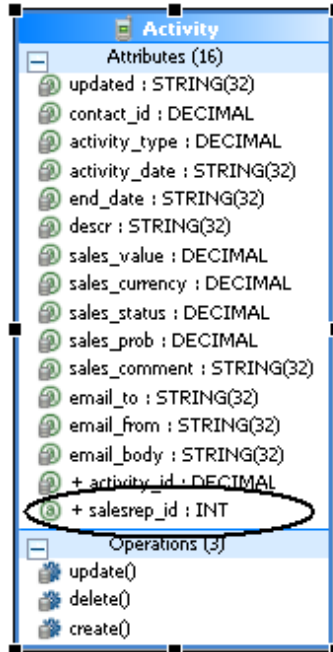 Activity
Attributes (16)
updated : STRING(32)
contact_id : DECIMAL
activity_type : DECIMAL
activity_date : STRING(32)
end_date : STRING(32)
descr : STRING(32)
sales_value : DECIMAL
sales_currency : DECIMAL
sales_status : DECIMAL
sales_prob : DECIMAL
sales_comment : STRING(32)
email_to : STRING(32)
email_from : STRING(32)
email_body : STRING(32)
+ activity_id : DECIMAL
+ salesrep_id : INT
Operations (3)
update()
delete()
create()